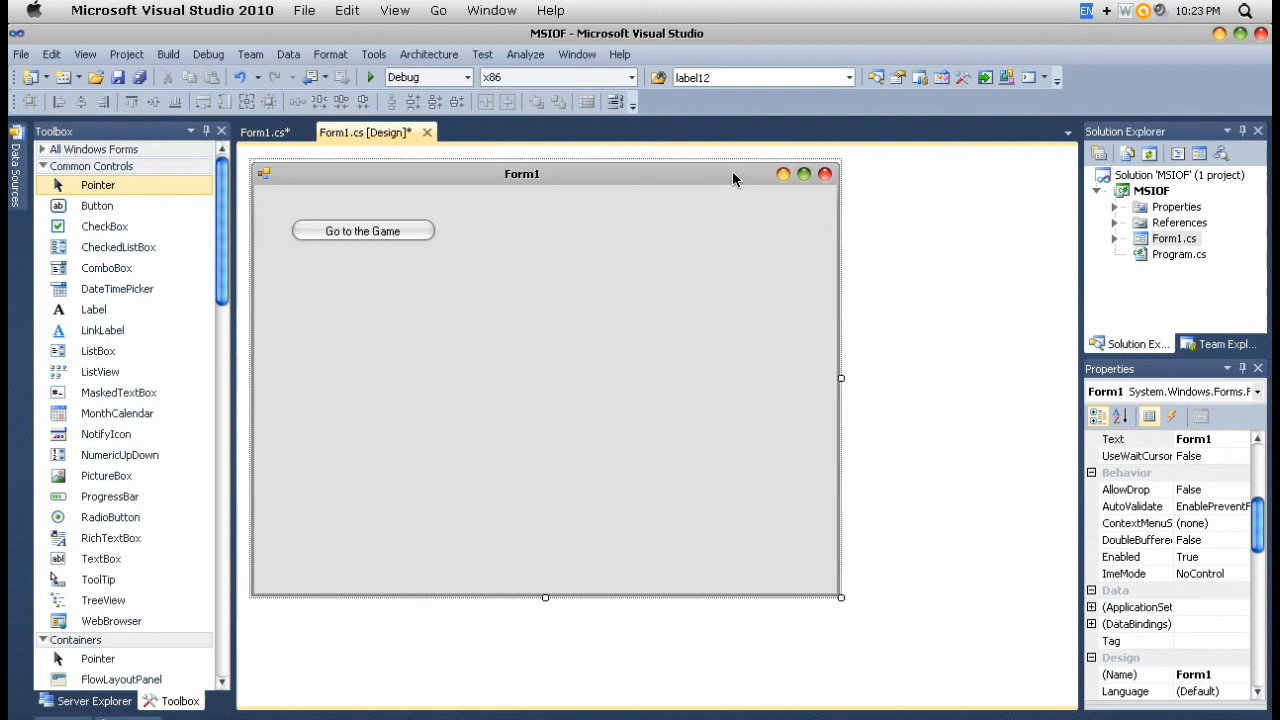 Microsoft Visual Studio 2010 File Edit View Go Window Help EN W 10:23 PM
MSIOF - Microsoft Visual Studio
File Edit View Project Build Debug Team Data Format Tools Architecture Test Analyze Window Help
Debug x86 label12
Toolbox
All Windows Forms
Common Controls
Pointer
Button
CheckBox
CheckedListBox
ComboBox
DateTimePicker
Label
LinkLabel
ListBox
ListView
MaskedTextBox
MonthCalendar
NotifyIcon
NumericUpDown
PictureBox
ProgressBar
RadioButton
RichTextBox
TextBox
ToolTip
TreeView
WebBrowser
Containers
Pointer
FlowLayoutPanel
Server Explorer Toolbox
Data Sources
Form1.cs* Form1.cs [Design]*
Form1
Go to the Game
Solution Explorer
Solution 'MSIOF' (1 project)
MSIOF
Properties
References
Form1.cs
Program.cs
Solution Ex... Team Expl...
Properties
Form1 System.Windows.Forms.F
Text Form1
UseWaitCursor False
Behavior
AllowDrop False
AutoValidate EnablePreventF
ContextMenuS (none)
DoubleBuffere False
Enabled True
ImeMode NoControl
Data
(ApplicationSet
(DataBindings)
Tag
Design
(Name) Form1
Language (Default)